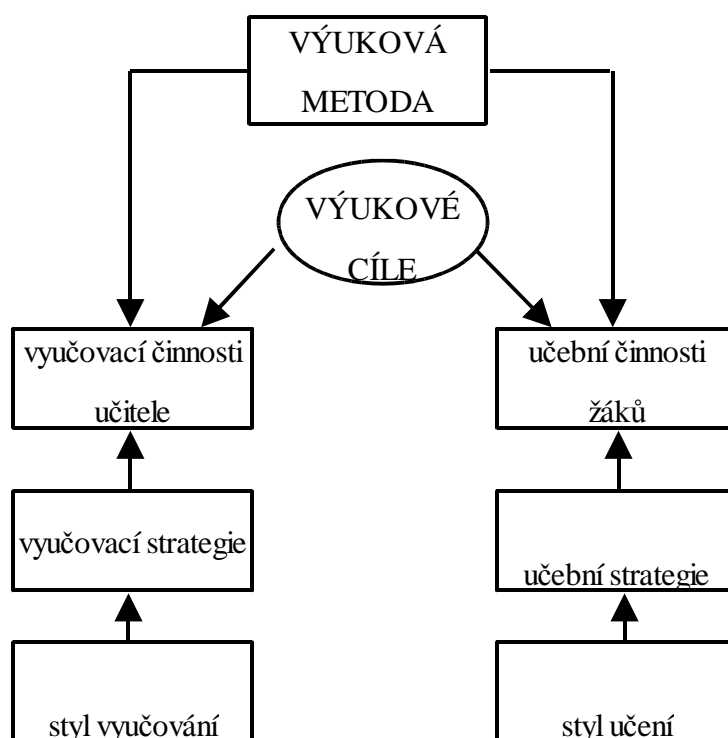 VÝUKOVÁ
METODA
VÝUKOVÉ
CÍLE
vyučovací činnosti
učitele
učební činnosti
žáků
vyučovací strategie
učební strategie
styl vyučování
styl učení